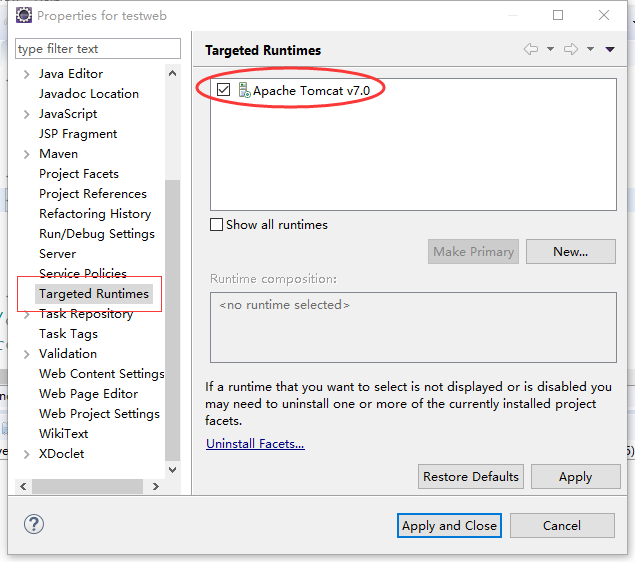 Properties for testweb
type filter text
Java Editor
Javadoc Location
JavaScript
JSP Fragment
Maven
Project Facets
Project References
Refactoring History
Run/Debug Settings
Server
Service Policies
Targeted Runtimes
Task Repository
Task Tags
Validation
Web Content Settings
Web Page Editor
Web Project Settings
WikiText
XDoclet
Targeted Runtimes
Apache Tomcat v7.0
Show all runtimes
Make Primary
New...
Runtime composition:
<no runtime selected>
If a runtime that you want to select is not displayed or is disabled you
may need to uninstall one or more of the currently installed project
facets.
Uninstall Facets...
Restore Defaults
Apply
?
Apply and Close
Cancel